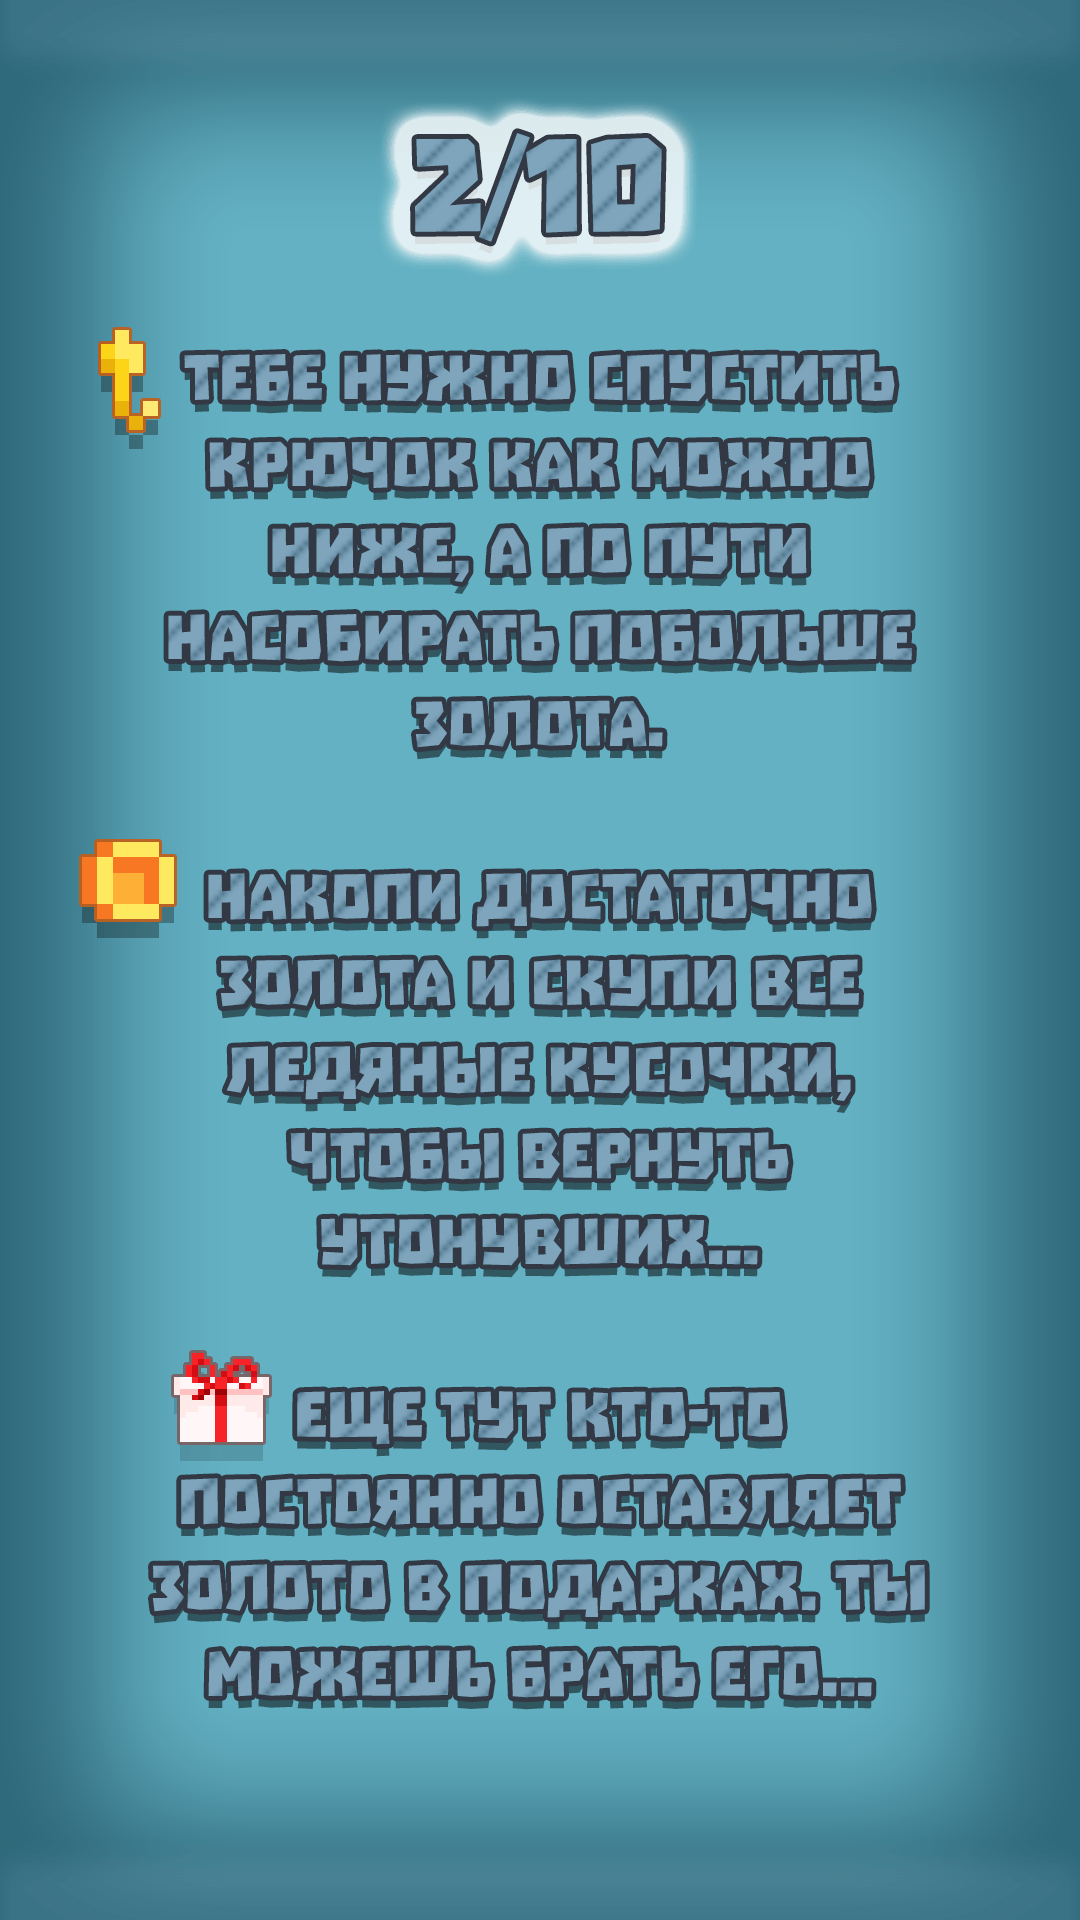 2/10
ТЕБЕ НУЖНО СПУСТИТЬ
КРЮЧОК КАК МОЖНО
НИЖЕ, А ПО ПУТИ
НАСОБИРАТЬ ПОБОЛЬШЕ
ЗОЛОТА.
НАКОПИ ДОСТАТОЧНО
ЗОЛОТА И СКУПИ ВСЕ
ЛЕДЯНЫЕ КУСОЧКИ,
ЧТОБЫ ВЕРНУТЬ
УТОНУВШИХ...
ЕЩЕ ТУТ КТО-ТО
ПОСТОЯННО ОСТАВЛЯЕТ
ЗОЛОТО В ПОДАРКАХ. ТЫ
МОЖЕШЬ БРАТЬ ЕГО...